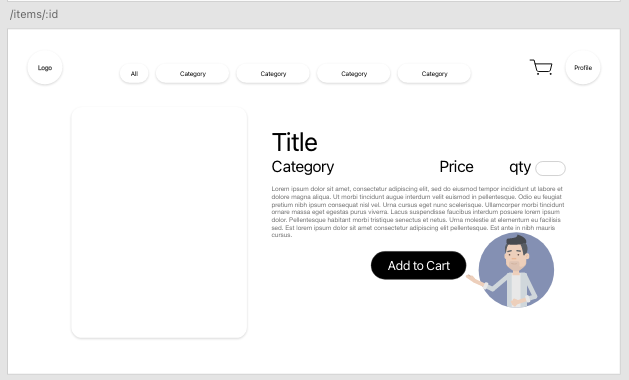 /items/:id
Logo
All
Category
Category
Category
Category
Profile
Title
Category
Price
qty
Lorem ipsum dolor sit amet, consectetur adipiscing elit, sed do eiusmod tempor incididunt ut labore et
dolore magna aliqua. Ut morbi tincidunt augue interdum velit euismod in pellentesque. Odio eu feugiat
pretium nibh ipsum consequat nisl vel. Urna cursus eget nunc scelerisque. Ullamcorper morbi tincidunt
ornare massa eget egestas purus viverra. Lacus suspendisse faucibus interdum posuere lorem ipsum
dolor. Pellentesque habitant morbi tristique senectus et netus. Urna molestie at elementum eu facilisis
sed. Est lorem ipsum dolor sit amet consectetur adipiscing elit pellentesque. Est ante in nibh mauris
cursus.
Add to Cart